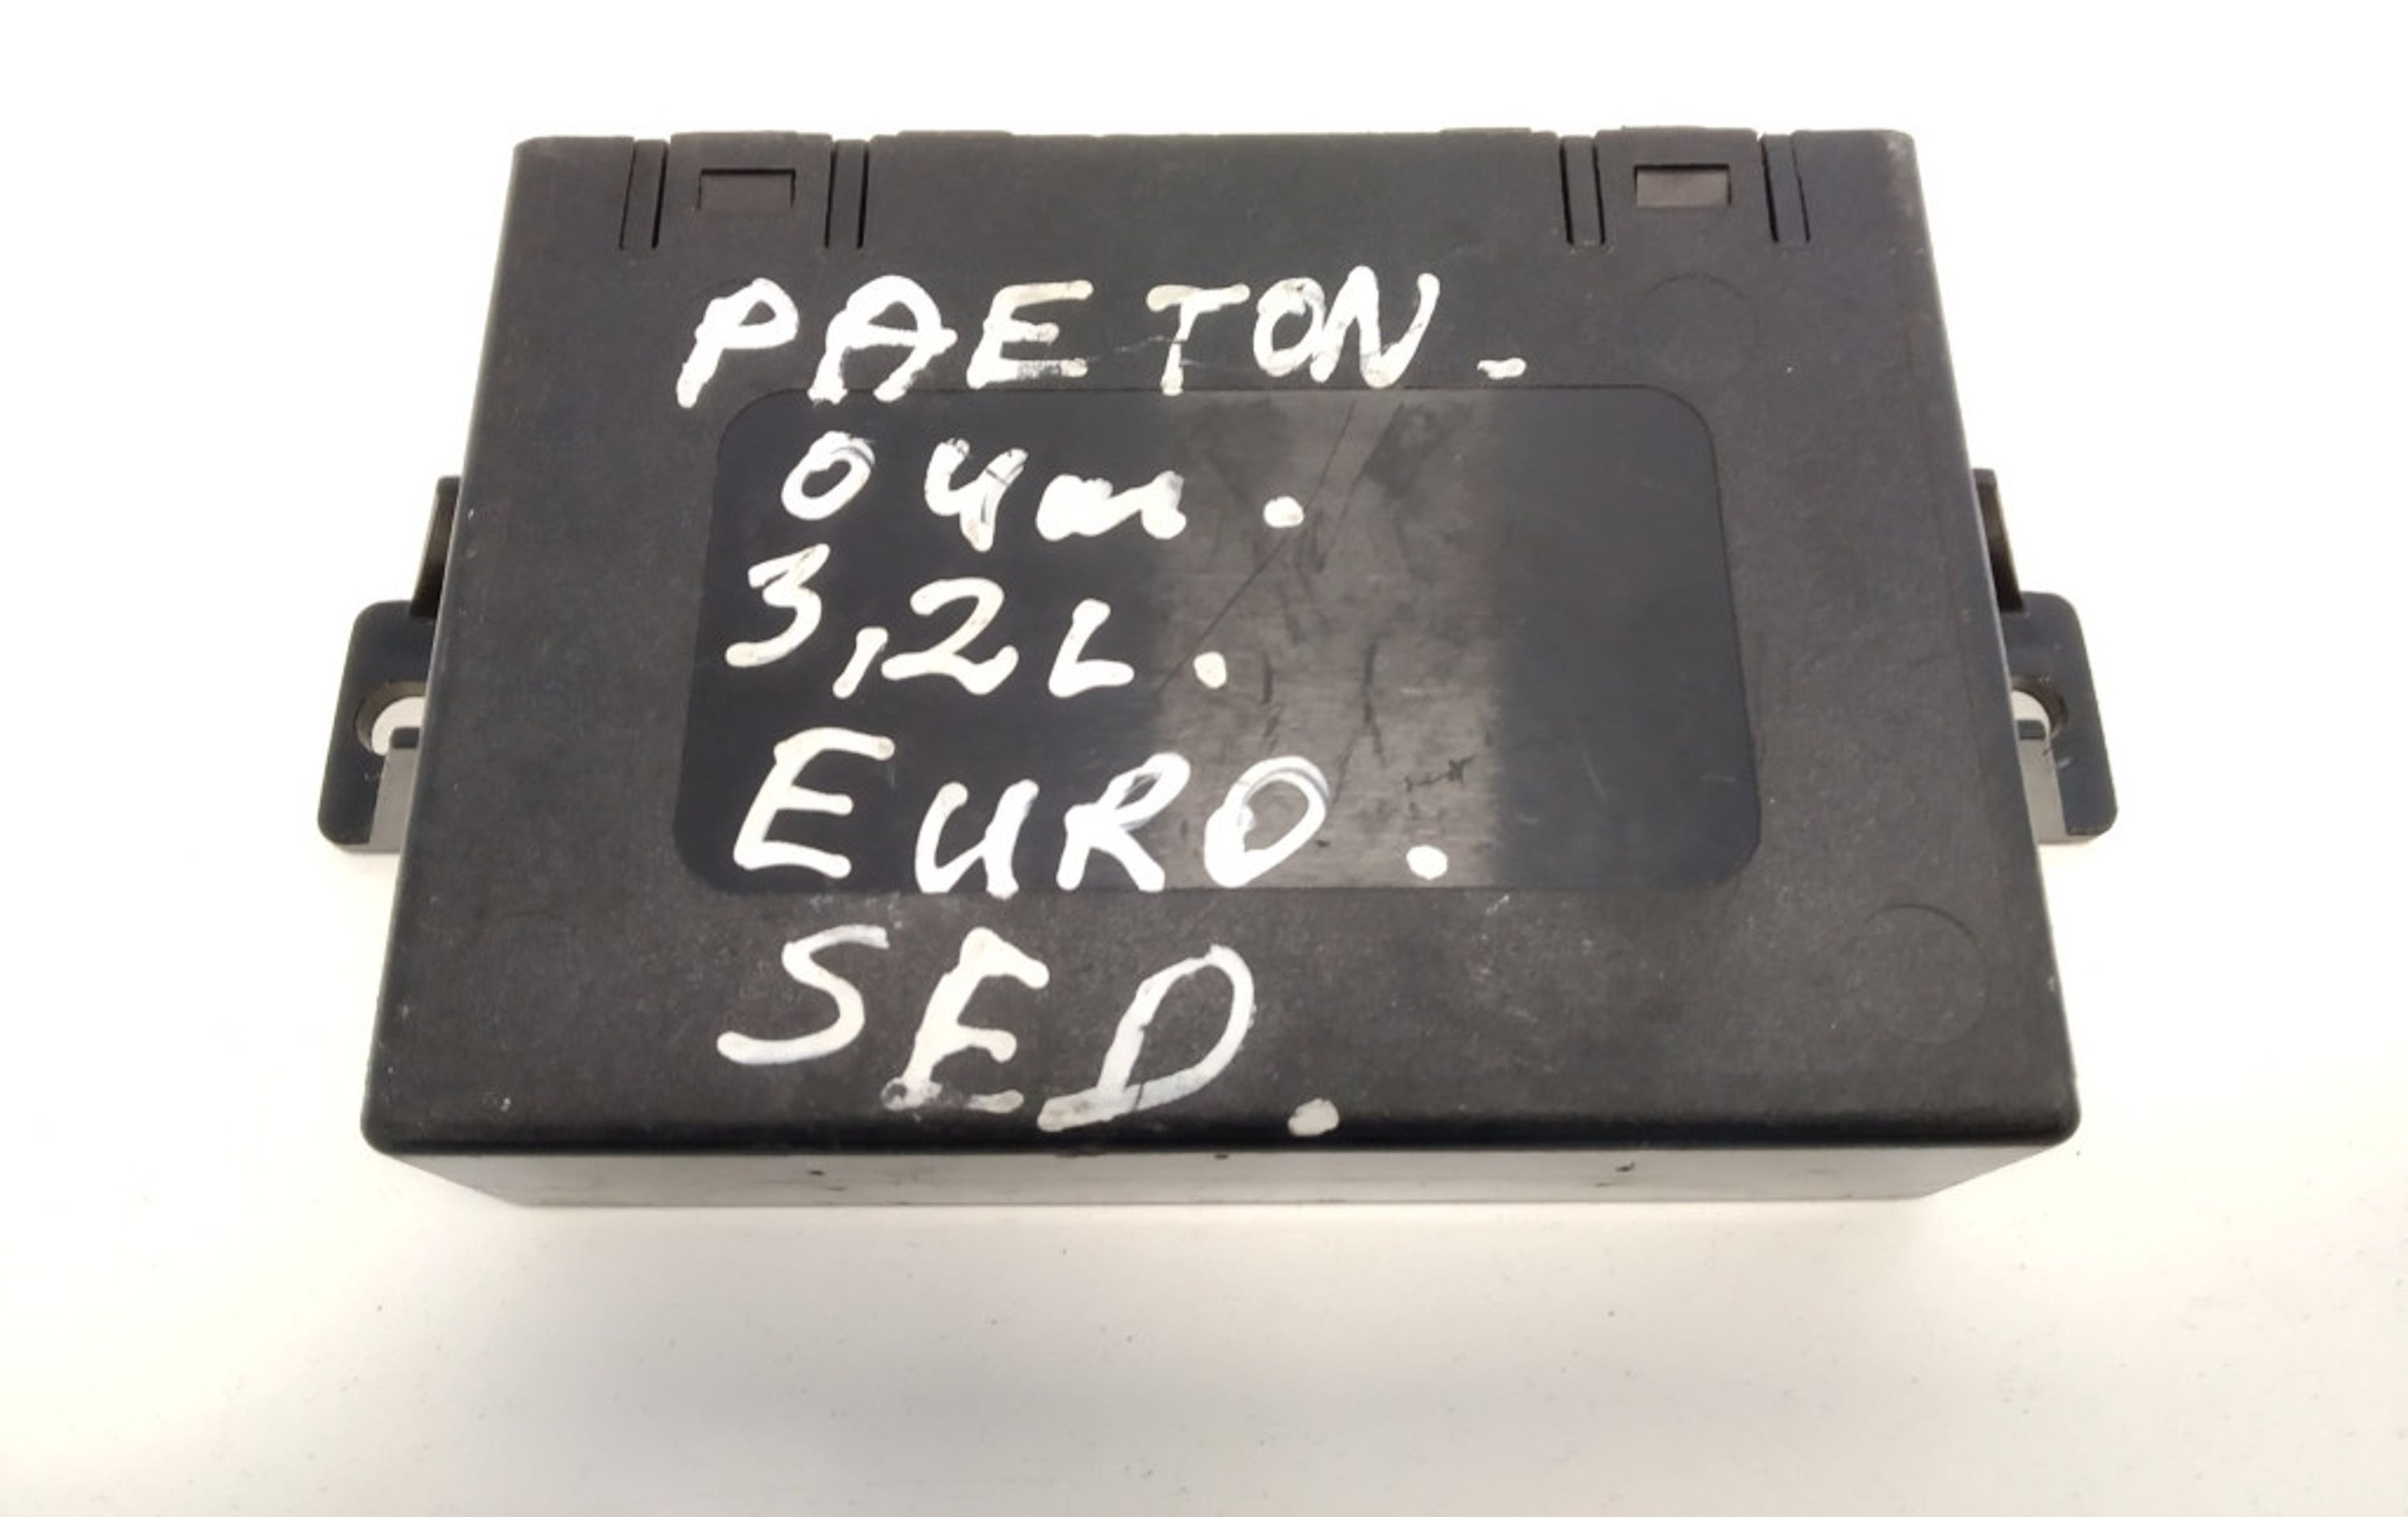 PAETON-
04m.
3,2L.
EURO.
SED.